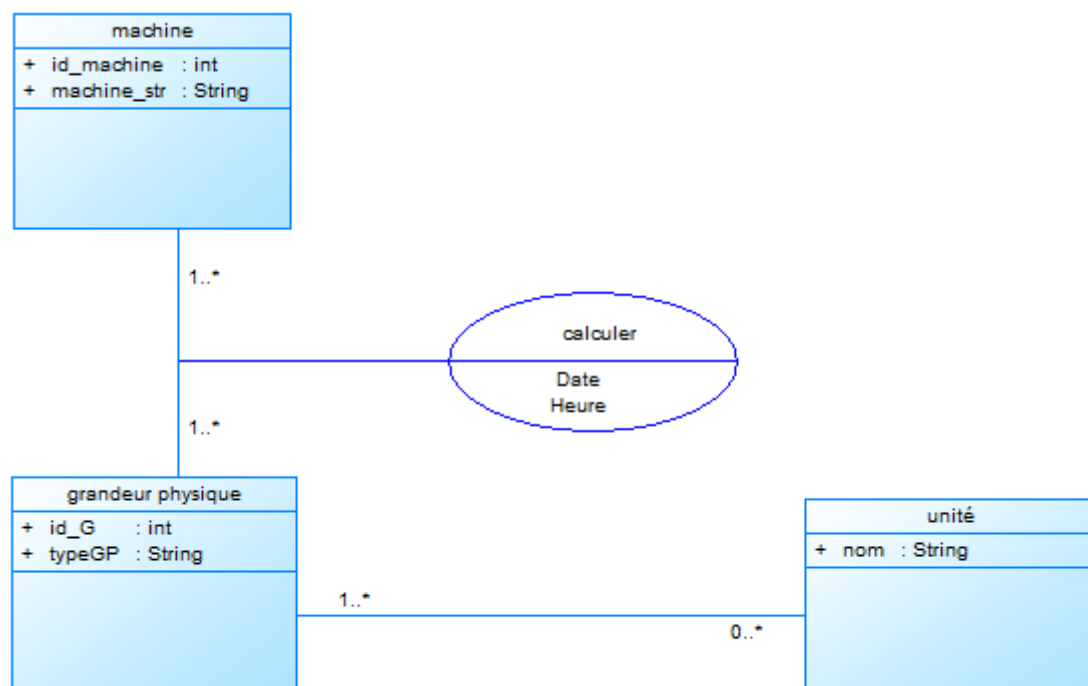 machine
+ id_machine : int
+ machine_str : String
1..*
calculer
Date
Heure
1..*
grandeur physique
+ id_G : int
+ typeGP : String
unité
+ nom : String
1..*
0..*